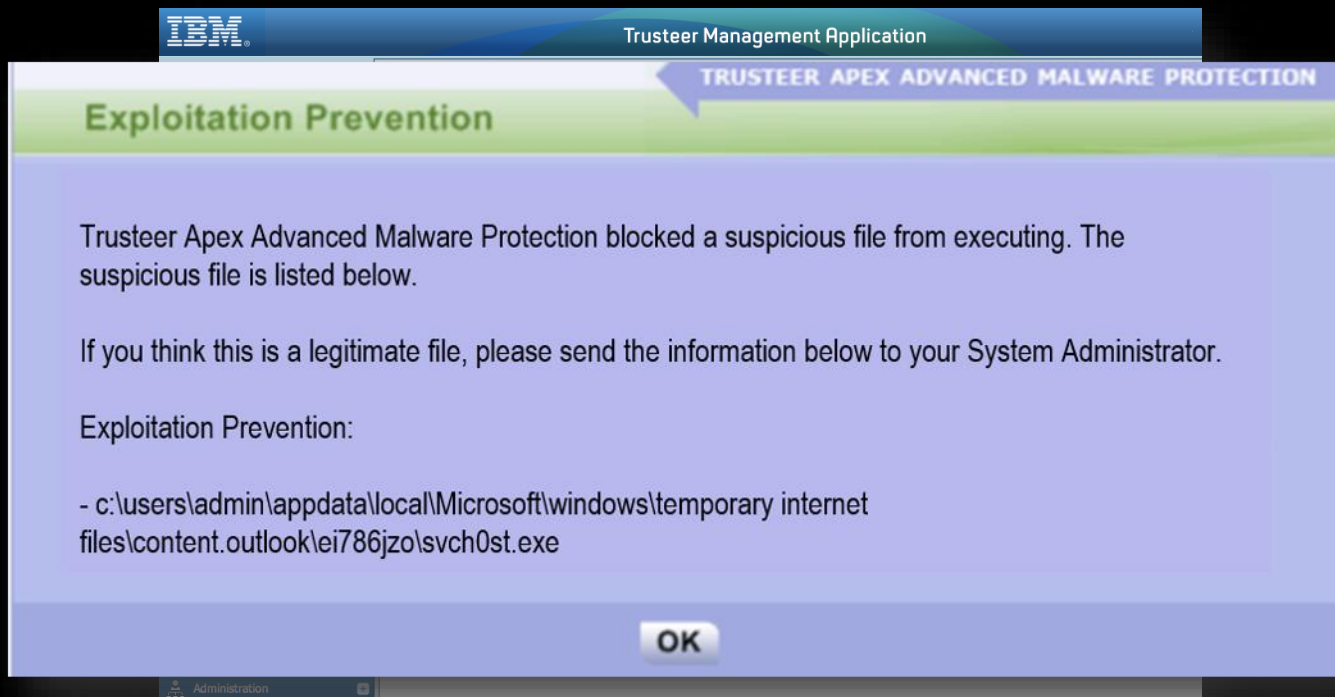 IBM®
Trusteer Management Application
TRUSTEER APEX ADVANCED MALWARE PROTECTION
Exploitation Prevention
Trusteer Apex Advanced Malware Protection blocked a suspicious file from executing. The
suspicious file is listed below.
If you think this is a legitimate file, please send the information below to your System Administrator.
Exploitation Prevention:
- c:\users\admin\appdata\local\Microsoft\windows\temporary internet
files\content.outlook\ei786jzo\svch0st.exe
OK
Administration